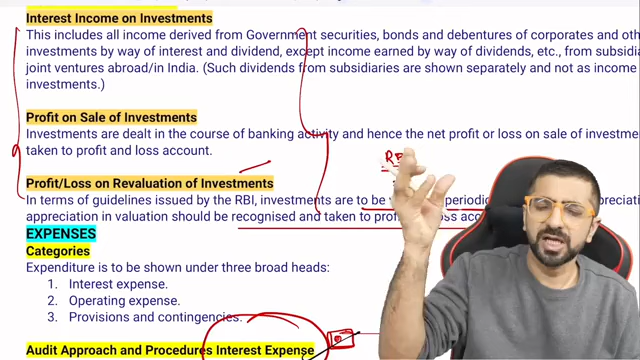 Interest Income on Investments
This includes all income derived from Government securities, bonds and debentures of corporates and oth
investments by way of interest and dividend, except income earned by way of dividends, etc., from subsidia
joint ventures abroad/in India. (Such dividends from subsidiaries are shown separately and not as income
investments.)
Profit on Sale of Investments
Investments are dealt in the course of banking activity and hence the net profit or loss on sale of investme
taken to profit and loss account.
RB
Profit/Loss on Revaluation of Investments
In terms of guidelines issued by the RBI, investments are to be periodic preciati
appreciation in valuation should be recognised and taken to profit loss acc
EXPENSES
Categories
Expenditure is to be shown under three broad heads:
1. Interest expense.
2. Operating expense.
3. Provisions and contingencies.
Audit Approach and Procedures Interest Expense